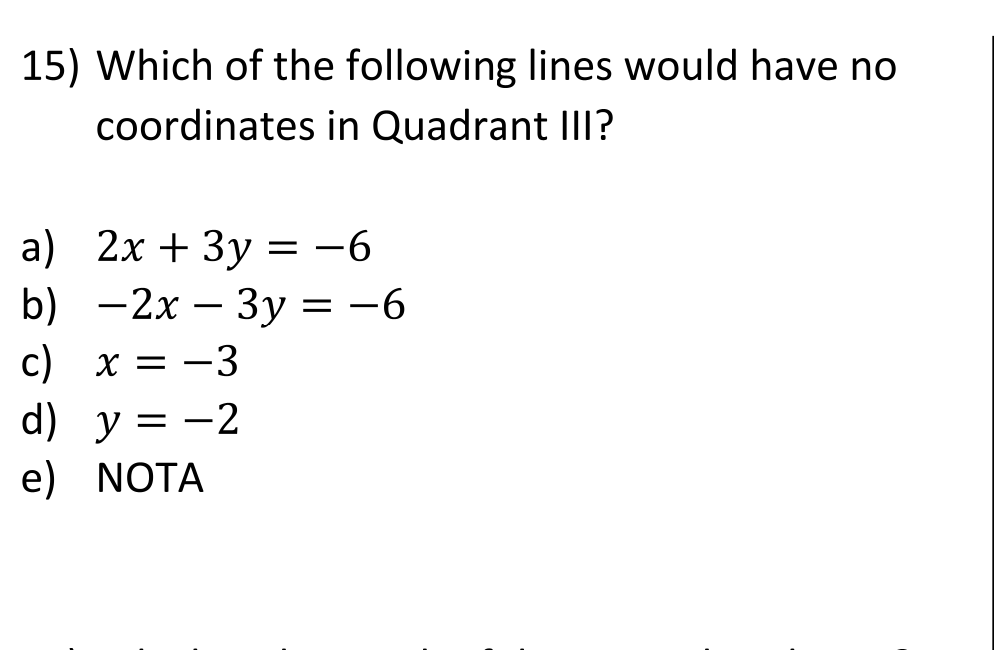 15) Which of the following lines would have no
coordinates in Quadrant III?
a) 2x + 3y = −6
b) −2x − 3y = −6
c) x = −3
d) y = −2
e) NOTA